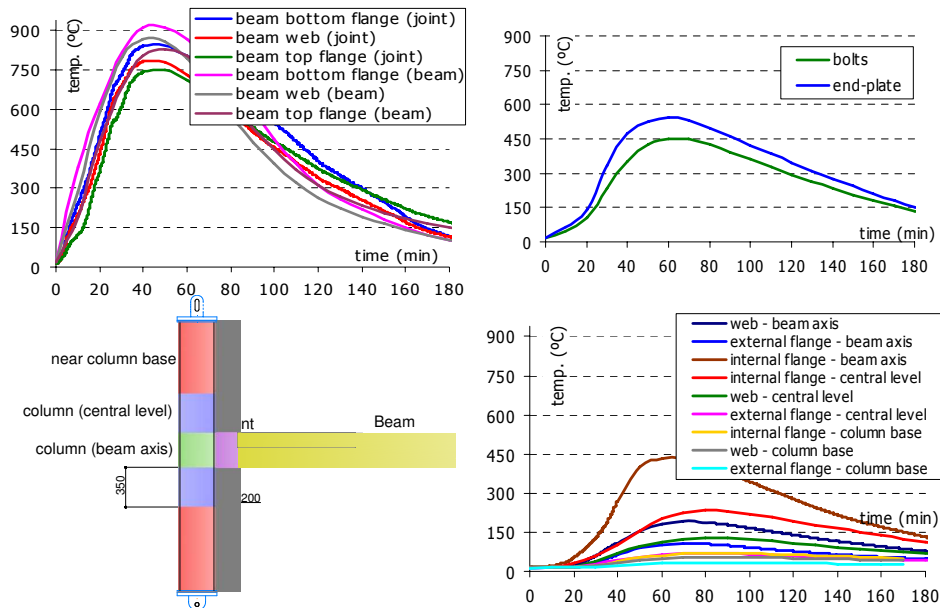 temp. (ºC)
900
750
600
450
300
150
0
beam bottom flange (joint)
beam web (joint)
beam top flange (joint)
beam bottom flange (beam)
beam web (beam)
beam top flange (beam)
time (min)
0 20 40 60 80 100 120 140 160 180
temp. (ºC)
900
750
600
450
300
150
0
bolts
end-plate
time (min)
0 20 40 60 80 100 120 140 160 180
near column base
column (central level)
column (beam axis)
nt
Beam
350
200
temp. (ºC)
900
750
600
450
300
150
0
web - beam axis
external flange - beam axis
internal flange - beam axis
internal flange - central level
web - central level
external flange - central level
internal flange - column base
web - column base
external flange - column base
time (min)
0 20 40 60 80 100 120 140 160 180